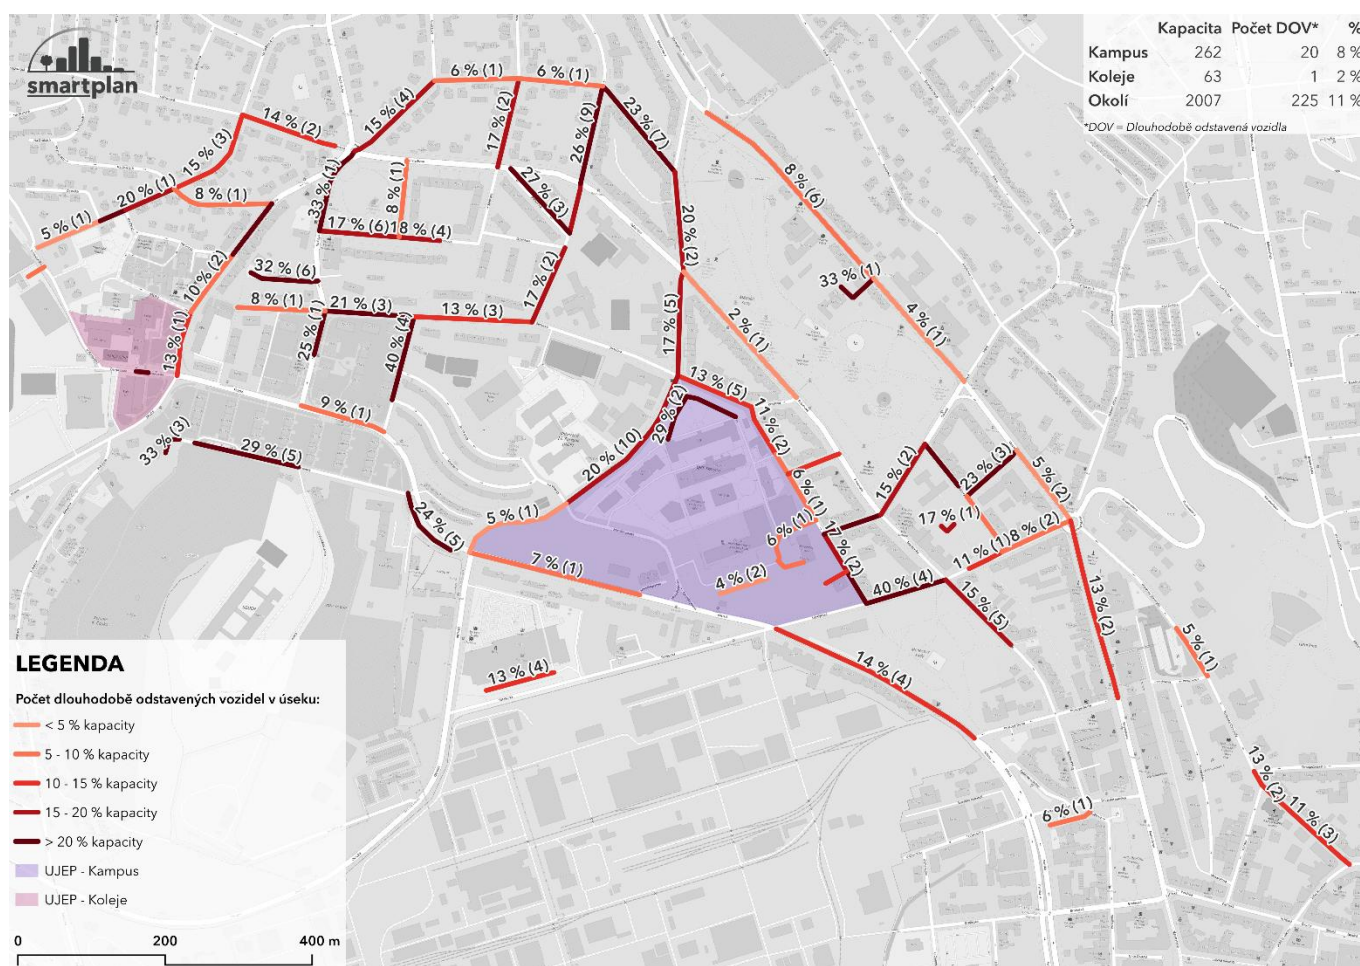 smartplan
Kapacita Počet DOV* %
Kampus 262 20 8 %
Koleje 63 1 2 %
Okolí 2007 225 11 %
*DOV = Dlouhodobě odstavená vozidla
6 % (1)
6 % (1)
15 % (4)
17 % (2)
26 % (9)
23 % (7)
14 % (2)
15 % (3)
20 % (1)
8 % (1)
5 % (1)
33 % (1)
8 % (1)
27 % (3)
17 % (6)
18 % (4)
20 % (2)
8 % (6)
33 % (1)
4 % (1)
10 % (2)
32 % (6)
17 % (2)
8 % (1)
21 % (3)
13 % (3)
25 % (1)
40 % (4)
13 % (1)
17 % (5)
2 % (1)
9 % (1)
13 % (5)
29 % (2)
11 % (2)
33 % (3)
29 % (5)
20 % (10)
6 % (1)
15 % (2)
23 % (3)
5 % (2)
24 % (5)
5 % (1)
6 % (1)
17 % (1)
17 % (2)
11 % (1)
8 % (2)
7 % (1)
4 % (2)
40 % (4)
15 % (5)
13 % (2)
5 % (1)
13 % (4)
14 % (4)
13 % (2)
11 % (3)
6 % (1)
LEGENDA
Počet dlouhodobě odstavených vozidel v úseku:
< 5 % kapacity
5 - 10 % kapacity
10 - 15 % kapacity
15 - 20 % kapacity
> 20 % kapacity
UJEP - Kampus
UJEP - Koleje
0 200 400 m